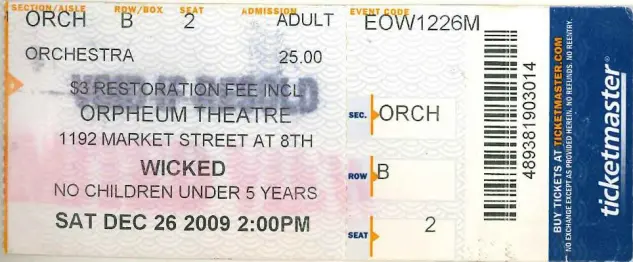 SECTION/AISLE ROW/BOX SEAT ADMISSION EVENT CODE
ORCH B 2 ADULT EOW1226M
ORCHESTRA 25.00
$3 RESTORATION FEE INCL
ORPHEUM THEATRE
1192 MARKET STREET AT 8TH
WICKED
NO CHILDREN UNDER 5 YEARS
SAT DEC 26 2009 2:00PM
SEC. ORCH
ROW B
SEAT 2
489381903014
BUY TICKETS AT TICKETMASTER.COM
NO EXCHANGE EXCEPT AS PROVIDED HEREIN. NO REFUNDS. NO REENTRY.
ticketmaster®